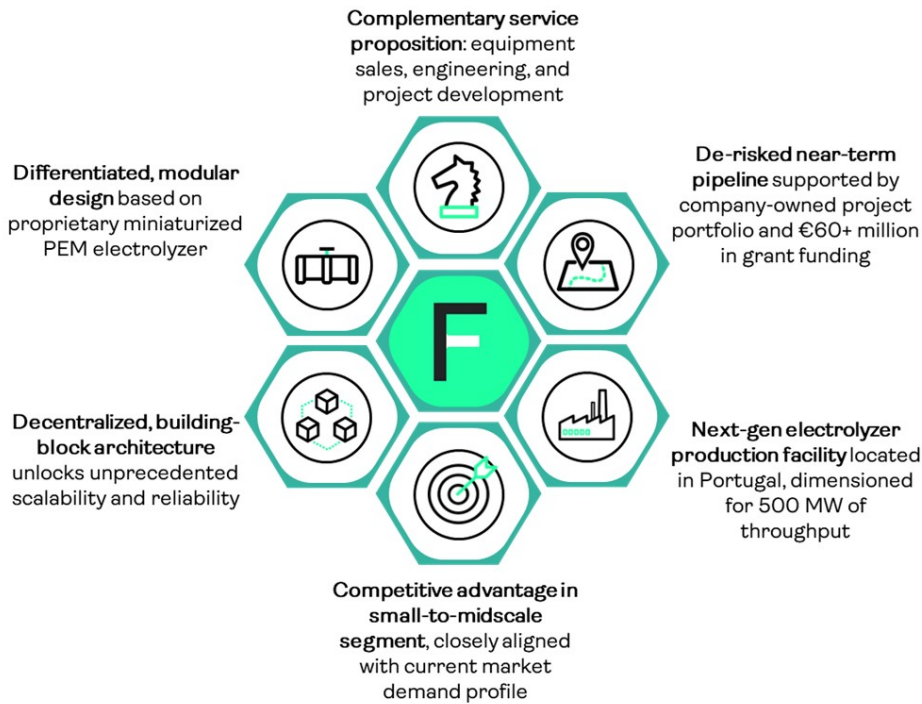 Complementary service
proposition: equipment
sales, engineering, and
project development
Differentiated, modular
design based on
proprietary miniaturized
PEM electrolyzer
De-risked near-term
pipeline supported by
company-owned project
portfolio and €60+ million
in grant funding
F
Decentralized, building-
block architecture
unlocks unprecedented
scalability and reliability
Next-gen electrolyzer
production facility located
in Portugal, dimensioned
for 500 MW of
throughput
Competitive advantage in
small-to-midscale
segment, closely aligned
with current market
demand profile